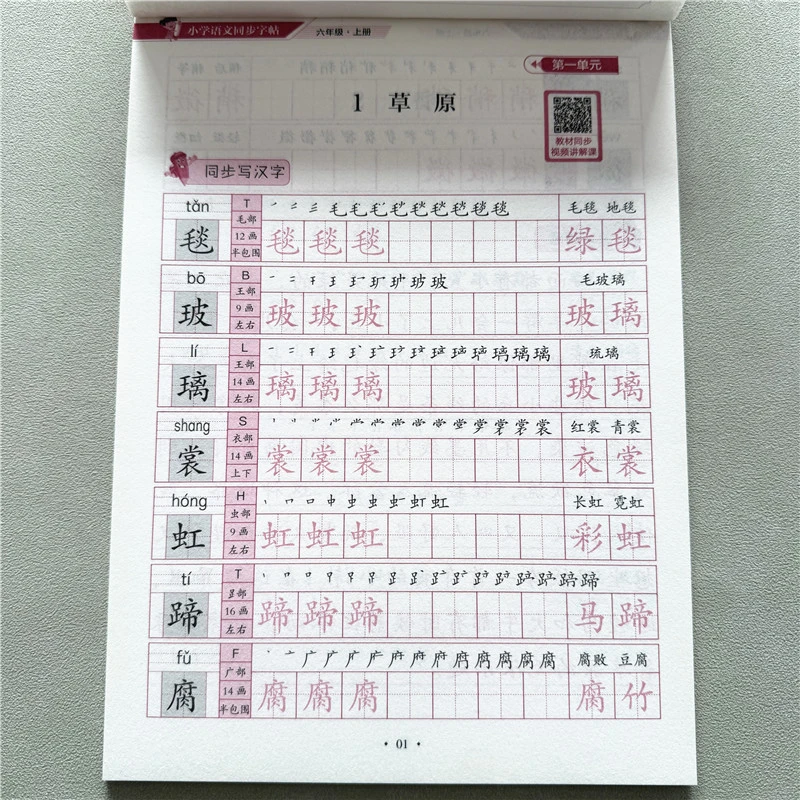 小学语文同步字帖 六年级·上册
第一单元
1 草原
教材同步
视频讲解课
同步写汉字
tǎn T 毛毯 地毯
毛部
毯 12画 毯 毯 毯 绿 毯
半包围
bō B 毛玻璃
王部
玻 9画 玻 玻 玻 玻 璃
左右
lí L 琉璃
王部
璃 14画 璃 璃 璃 玻 璃
左右
shang S 红裳 青裳
衣部
裳 14画 裳 裳 裳 衣 裳
上下
hóng H 长虹 霓虹
虫部
虹 9画 虹 虹 虹 彩 虹
左右
tí T
𧾷部
蹄 16画 蹄 蹄 蹄 马 蹄
左右
fǔ F 腐败 豆腐
广部
腐 14画 腐 腐 腐 腐 竹
半包围
· 01 ·